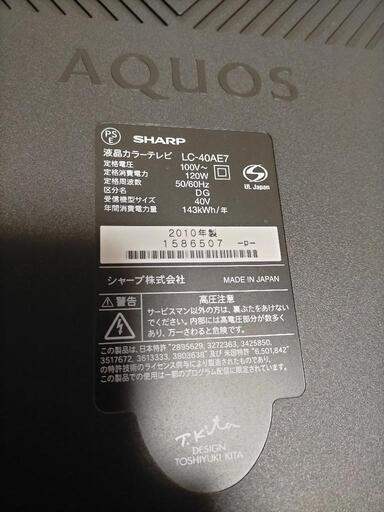 AQUOS
PS
E
SHARP
液晶カラーテレビ LC-40AE7
定格電圧 100V~
定格消費電力 120W
定格周波数 50/60Hz
区分名 DG
受信機型サイズ 40V
年間消費電力量 143kWh/年
S
UL Japan
2010年製
1586507 -P-
シャープ株式会社 MADE IN JAPAN
警告
高圧注意
サービスマン以外の方は、裏ぶたをあけないでください。内部には高電圧部分が数多くあり、万一さわると危険です。
この製品は、日本特許 "2895629, 3272363, 3425850,
3517672, 3613333, 3803638" 及び 米国特許 "6,501,842"
の特許技術ライセンス供与により製造されたものであり、
この製品での使用は一部のプログラム配信に限定されています。
T.Kita
DESIGN
TOSHIYUKI KITA